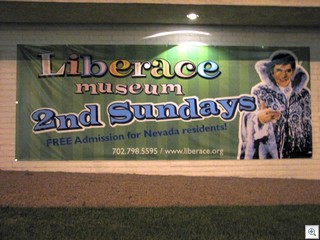 Liberace
museum
2nd Sundays
FREE Admission for Nevada residents!
702.798.5595 / www.liberace.org